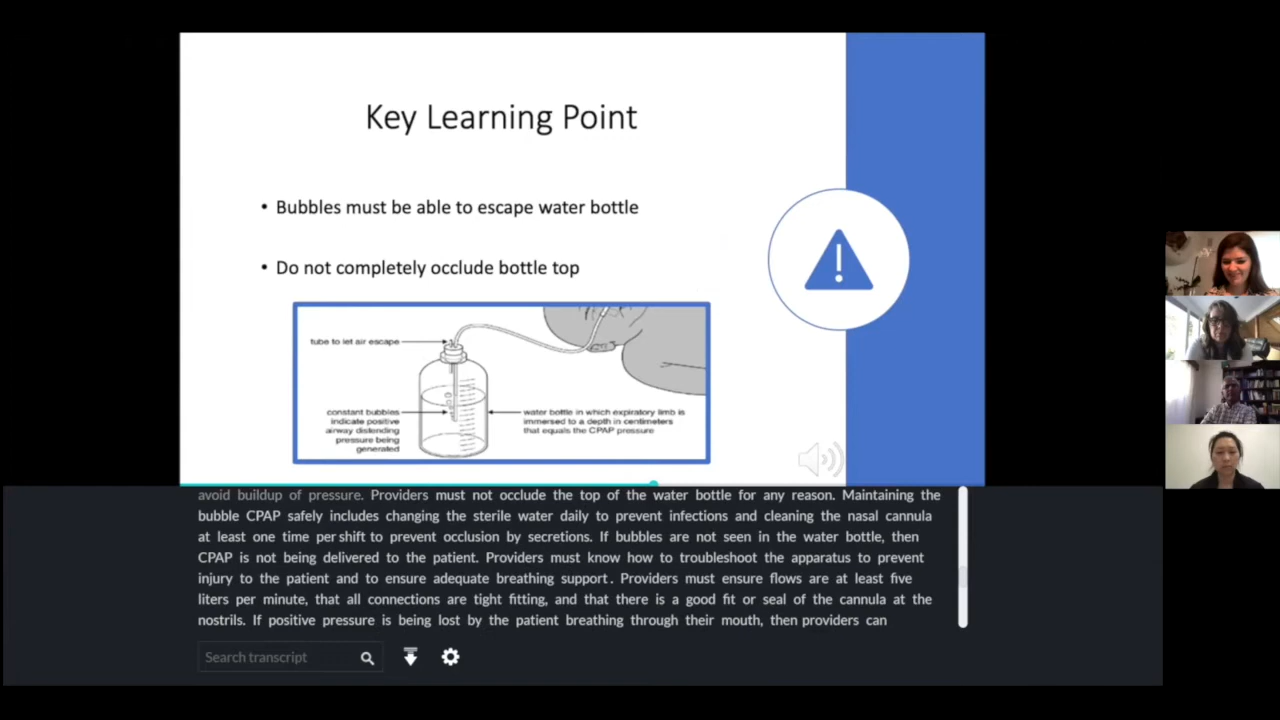 Key Learning Point
• Bubbles must be able to escape water bottle
• Do not completely occlude bottle top
tube to let air escape
constant bubbles
indicate positive
airway distending
pressure being
generated
water bottle in which expiratory limb is
immersed to a depth in centimeters
that equals the CPAP pressure
avoid buildup of pressure. Providers must not occlude the top of the water bottle for any reason. Maintaining the
bubble CPAP safely includes changing the sterile water daily to prevent infections and cleaning the nasal cannula
at least one time per shift to prevent occlusion by secretions. If bubbles are not seen in the water bottle, then
CPAP is not being delivered to the patient. Providers must know how to troubleshoot the apparatus to prevent
injury to the patient and to ensure adequate breathing support. Providers must ensure flows are at least five
liters per minute, that all connections are tight fitting, and that there is a good fit or seal of the cannula at the
nostrils. If positive pressure is being lost by the patient breathing through their mouth, then providers can
Search transcript